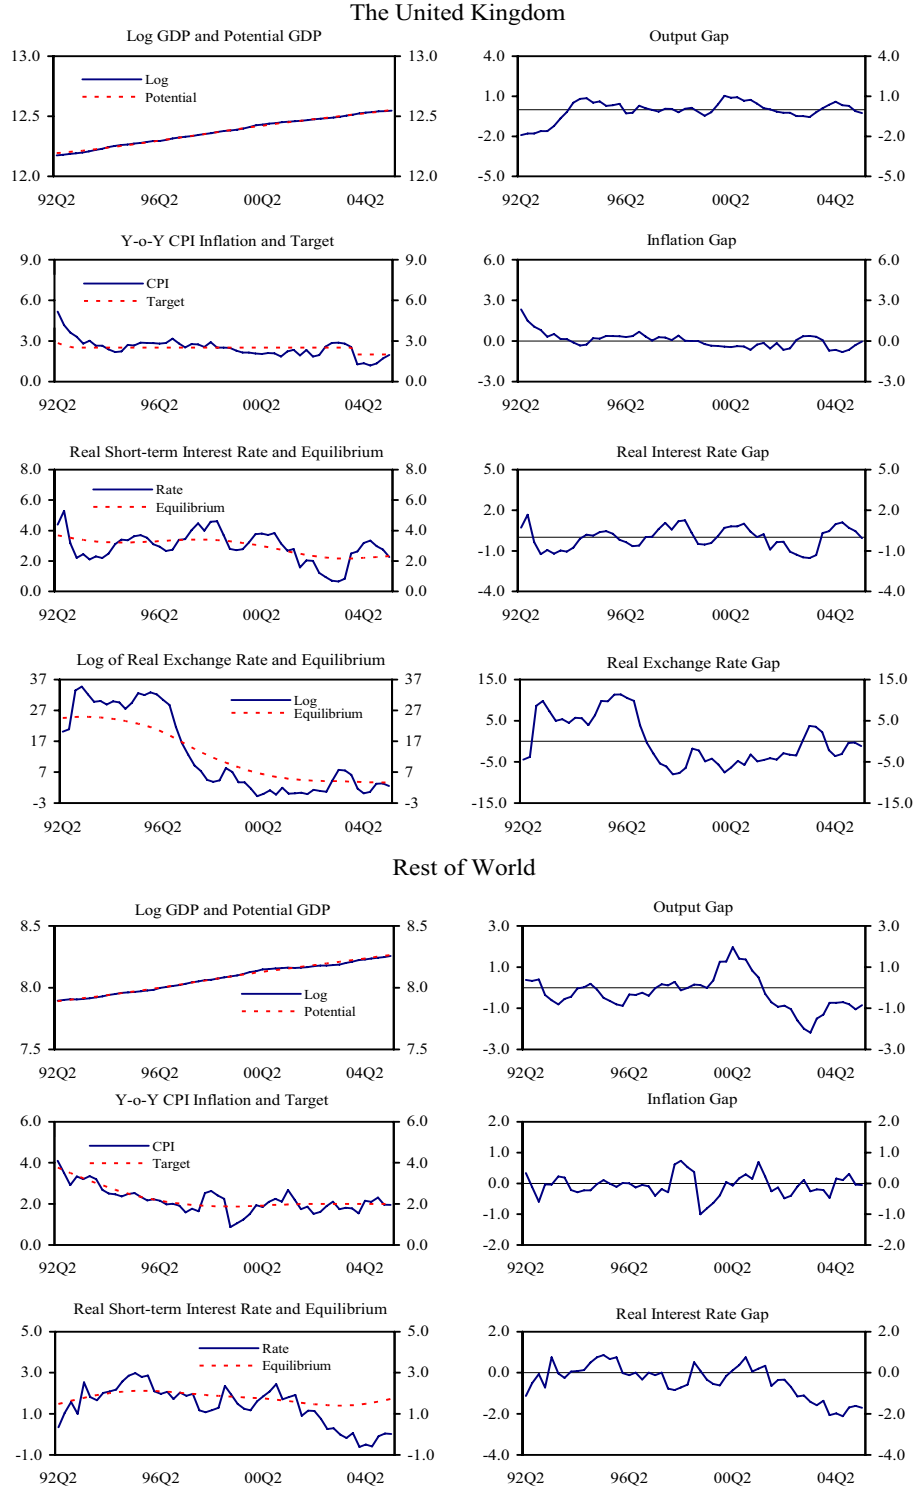 The United Kingdom
Log GDP and Potential GDP
Output Gap
13.0 13.0 4.0 4.0
Log
Potential
1.0 1.0
12.5 12.5
-2.0 -2.0
12.0 12.0 -5.0 -5.0
92Q2 96Q2 00Q2 04Q2 92Q2 96Q2 00Q2 04Q2
Y-o-Y CPI Inflation and Target
Inflation Gap
9.0 9.0 6.0 6.0
CPI
Target
6.0 6.0 3.0 3.0
3.0 3.0 0.0 0.0
0.0 0.0 -3.0 -3.0
92Q2 96Q2 00Q2 04Q2 92Q2 96Q2 00Q2 04Q2
Real Short-term Interest Rate and Equilibrium
Real Interest Rate Gap
8.0 8.0 5.0 5.0
Rate
Equilibrium
6.0 6.0 2.0 2.0
4.0 4.0
2.0 2.0 -1.0 -1.0
0.0 0.0 -4.0 -4.0
92Q2 96Q2 00Q2 04Q2 92Q2 96Q2 00Q2 04Q2
Log of Real Exchange Rate and Equilibrium
Real Exchange Rate Gap
37 37 15.0 15.0
Log
Equilibrium
27 27 5.0 5.0
17 17
7 7 -5.0 -5.0
-3 -3 -15.0 -15.0
92Q2 96Q2 00Q2 04Q2 92Q2 96Q2 00Q2 04Q2
Rest of World
Log GDP and Potential GDP
Output Gap
8.5 8.5 3.0 3.0
1.0 1.0
8.0 8.0
Log
Potential
-1.0 -1.0
7.5 7.5 -3.0 -3.0
92Q2 96Q2 00Q2 04Q2 92Q2 96Q2 00Q2 04Q2
Y-o-Y CPI Inflation and Target
Inflation Gap
6.0 6.0 2.0 2.0
CPI
Target
4.0 4.0 1.0 1.0
2.0 2.0 0.0 0.0
-1.0 -1.0
0.0 0.0 -2.0 -2.0
92Q2 96Q2 00Q2 04Q2 92Q2 96Q2 00Q2 04Q2
Real Short-term Interest Rate and Equilibrium
Real Interest Rate Gap
5.0 5.0 2.0 2.0
Rate
Equilibrium
3.0 3.0 0.0 0.0
1.0 1.0 -2.0 -2.0
-1.0 -1.0 -4.0 -4.0
92Q2 96Q2 00Q2 04Q2 92Q2 96Q2 00Q2 04Q2